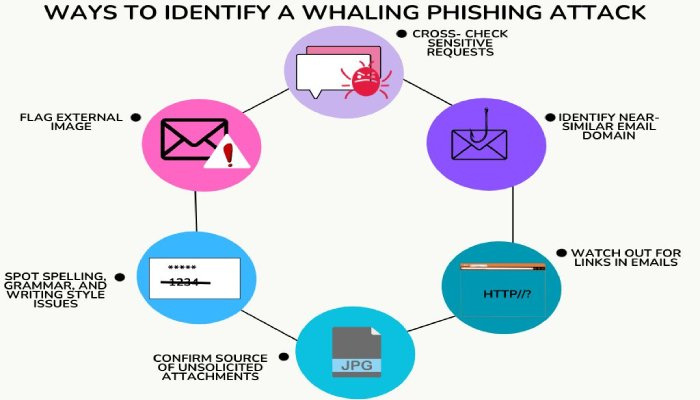 WAYS TO IDENTIFY A WHALING PHISHING ATTACK
CROSS- CHECK
SENSITIVE
REQUESTS
FLAG EXTERNAL
IMAGE
IDENTIFY NEAR-
SIMILAR EMAIL
DOMAIN
WATCH OUT FOR
LINKS IN EMAILS
HTTP//?
*****
1234
SPOT SPELLING,
GRAMMAR, AND
WRITING STYLE
ISSUES
CONFIRM SOURCE
OF UNSOLICITED
ATTACHMENTS
JPG